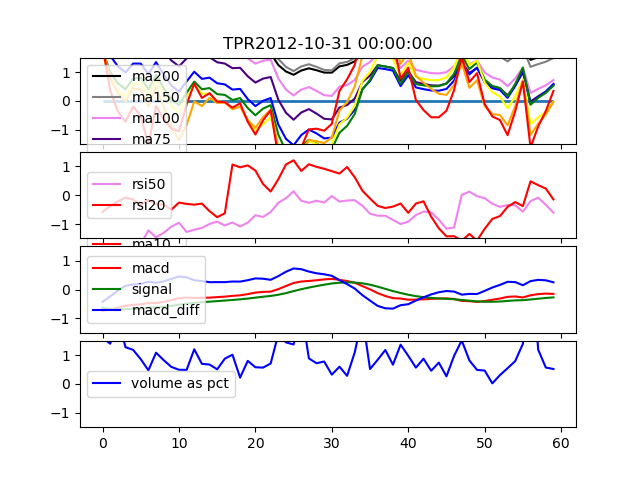 TPR2012-10-31 00:00:00
1
0
−1
ma200
ma150
ma100
ma75
1
0
−1
rsi50
rsi20
ma10
1
0
−1
macd
signal
macd_diff
1
0
−1
volume as pct
0 10 20 30 40 50 60